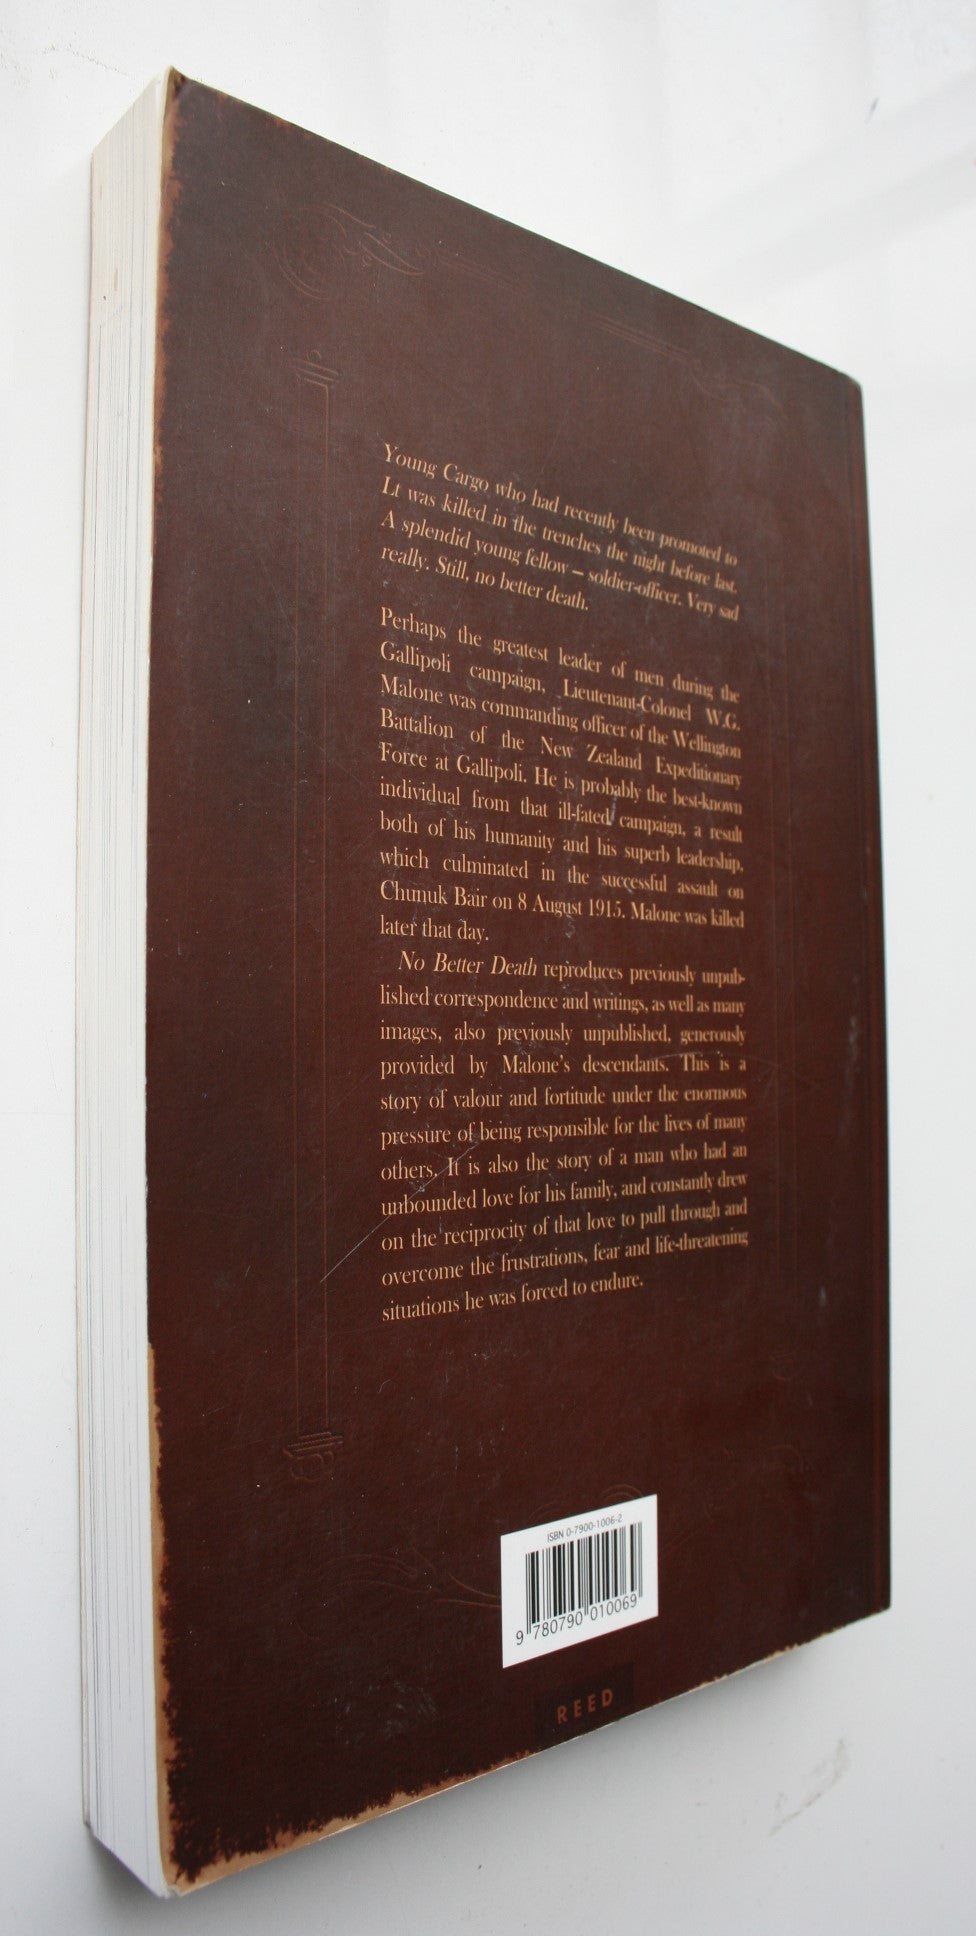 Young Cargo who had recently been promoted to
Lt was killed in the trenches the night before last.
A splendid young fellow – soldier-officer. Very sad
really. Still, no better death.
Perhaps the greatest leader of men during the
Gallipoli campaign, Lieutenant-Colonel W.G.
Malone was commanding officer of the Wellington
Battalion of the New Zealand Expeditionary
Force at Gallipoli. He is probably the best-known
individual from that ill-fated campaign, a result
both of his humanity and his superb leadership,
which culminated in the successful assault on
Chunuk Bair on 8 August 1915. Malone was killed
later that day.
No Better Death reproduces previously unpub-
lished correspondence and writings, as well as many
images, also previously unpublished, generously
provided by Malone's descendants. This is a
story of valour and fortitude under the enormous
pressure of being responsible for the lives of many
others. It is also the story of a man who had an
unbounded love for his family, and constantly drew
on the reciprocity of that love to pull through and
overcome the frustrations, fear and life-threatening
situations he was forced to endure.
ISBN 0-7900-1006-2
9 780790 010069
REED